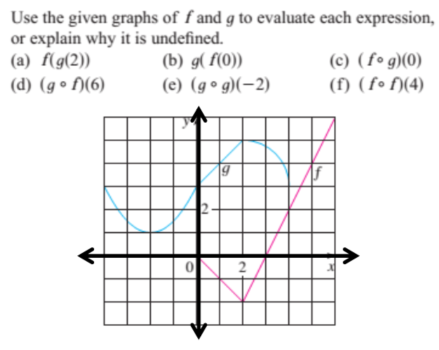 Use the given graphs of f and g to evaluate each expression,
or explain why it is undefined.
(a) f(g(2)) (b) g( f(0)) (c) (f∘g)(0)
(d) (g ∘ f)(6) (e) (g ∘ g)(−2) (f) (f∘ f)(4)
y
g
f
2
0
2
x